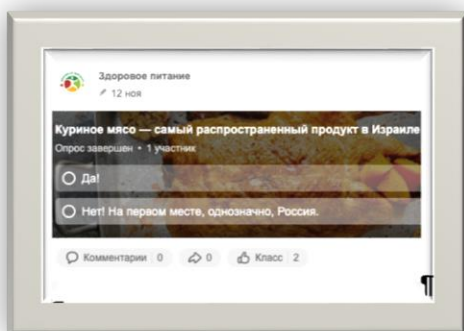 Здоровое питание
12 ноя
Куриное мясо — самый распространенный продукт в Израиле
Опрос завершен • 1 участник
Да!
Нет! На первом месте, однозначно, Россия.
Комментарии 0
0
Класс 2
¶